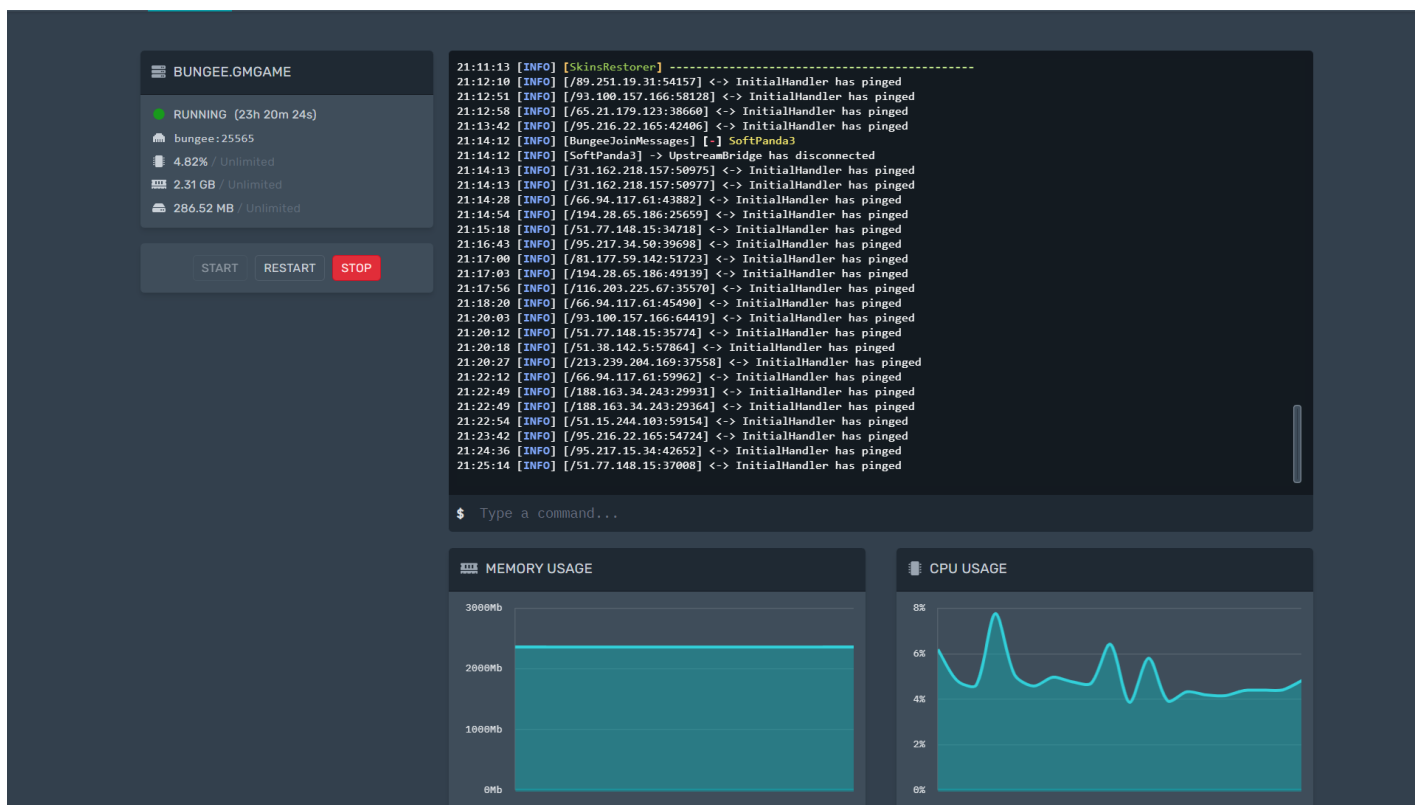 BUNGEE.GMGAME
RUNNING (23h 20m 24s)
bungee:25565
4.82% / Unlimited
2.31 GB / Unlimited
286.52 MB / Unlimited
START RESTART STOP
21:11:13 [INFO] [SkinsRestorer] ----------------------------------------------
21:12:10 [INFO] [/89.251.19.31:54157] <-> InitialHandler has pinged
21:12:51 [INFO] [/93.100.157.166:58128] <-> InitialHandler has pinged
21:12:58 [INFO] [/65.21.179.123:38660] <-> InitialHandler has pinged
21:13:42 [INFO] [/95.216.22.165:42406] <-> InitialHandler has pinged
21:14:12 [INFO] [BungeeJoinMessages] [-] SoftPanda3
21:14:12 [INFO] [SoftPanda3] -> UpstreamBridge has disconnected
21:14:13 [INFO] [/31.162.218.157:50975] <-> InitialHandler has pinged
21:14:13 [INFO] [/31.162.218.157:50977] <-> InitialHandler has pinged
21:14:28 [INFO] [/66.94.117.61:43882] <-> InitialHandler has pinged
21:14:54 [INFO] [/194.28.65.186:25659] <-> InitialHandler has pinged
21:15:18 [INFO] [/51.77.148.15:34718] <-> InitialHandler has pinged
21:16:43 [INFO] [/95.217.34.50:39698] <-> InitialHandler has pinged
21:17:00 [INFO] [/81.177.59.142:51723] <-> InitialHandler has pinged
21:17:03 [INFO] [/194.28.65.186:49139] <-> InitialHandler has pinged
21:17:56 [INFO] [/116.203.225.67:35570] <-> InitialHandler has pinged
21:18:20 [INFO] [/66.94.117.61:45490] <-> InitialHandler has pinged
21:20:03 [INFO] [/93.100.157.166:64419] <-> InitialHandler has pinged
21:20:12 [INFO] [/51.77.148.15:35774] <-> InitialHandler has pinged
21:20:18 [INFO] [/51.38.142.5:57864] <-> InitialHandler has pinged
21:20:27 [INFO] [/213.239.204.169:37558] <-> InitialHandler has pinged
21:22:12 [INFO] [/66.94.117.61:59962] <-> InitialHandler has pinged
21:22:49 [INFO] [/188.163.34.243:29931] <-> InitialHandler has pinged
21:22:49 [INFO] [/188.163.34.243:29364] <-> InitialHandler has pinged
21:22:54 [INFO] [/51.15.244.103:59154] <-> InitialHandler has pinged
21:23:42 [INFO] [/95.216.22.165:54724] <-> InitialHandler has pinged
21:24:36 [INFO] [/95.217.15.34:42652] <-> InitialHandler has pinged
21:25:14 [INFO] [/51.77.148.15:37008] <-> InitialHandler has pinged
$ Type a command...
MEMORY USAGE
3000Mb
2000Mb
1000Mb
0Mb
CPU USAGE
8%
6%
4%
2%
0%